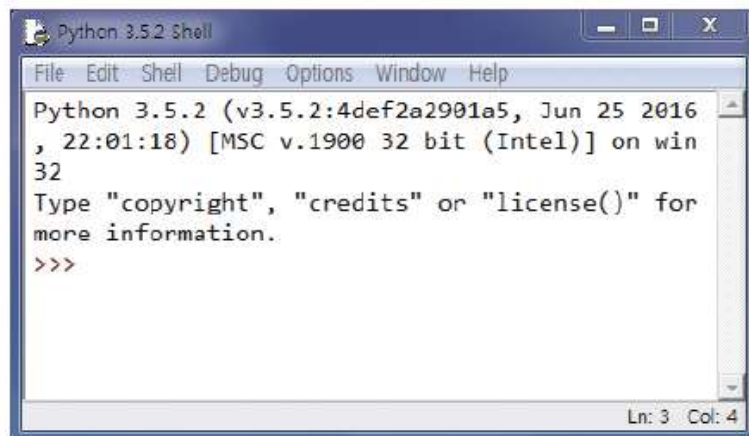 Python 3.5.2 Shell
File Edit Shell Debug Options Window Help
Python 3.5.2 (v3.5.2:4def2a2901a5, Jun 25 2016
, 22:01:18) [MSC v.1900 32 bit (Intel)] on win
32
Type "copyright", "credits" or "license()" for
more information.
>>>
Ln: 3 Col: 4